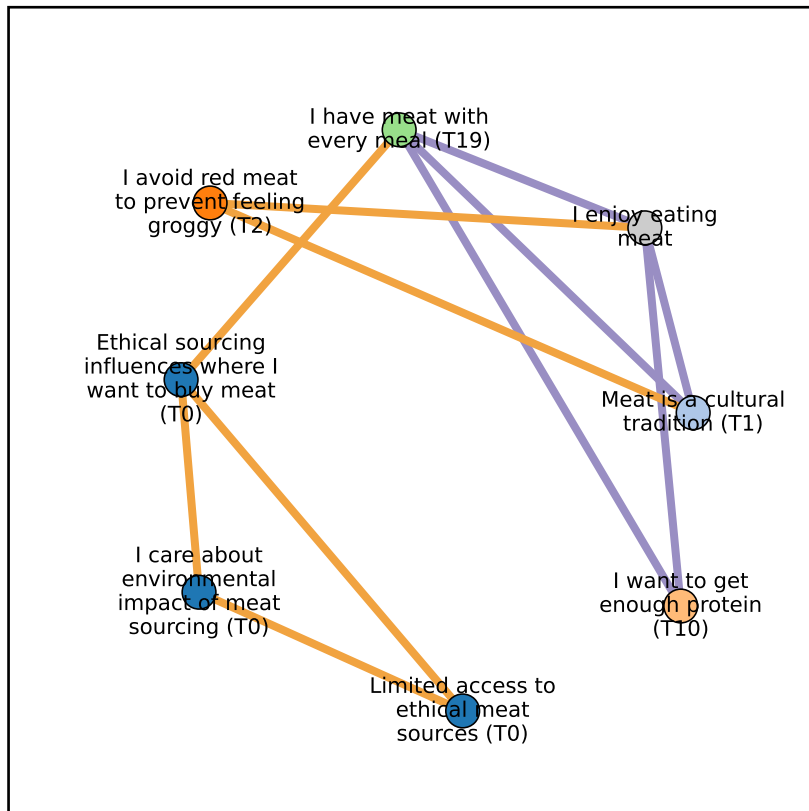 I have meat with
every meal (T19)
I avoid red meat
to prevent feeling
groggy (T2)
I enjoy eating
meat
Ethical sourcing
influences where I
want to buy meat
(T0)
Meat is a cultural
tradition (T1)
I care about
environmental
impact of meat
sourcing (T0)
I want to get
enough protein
(T10)
Limited access to
ethical meat
sources (T0)